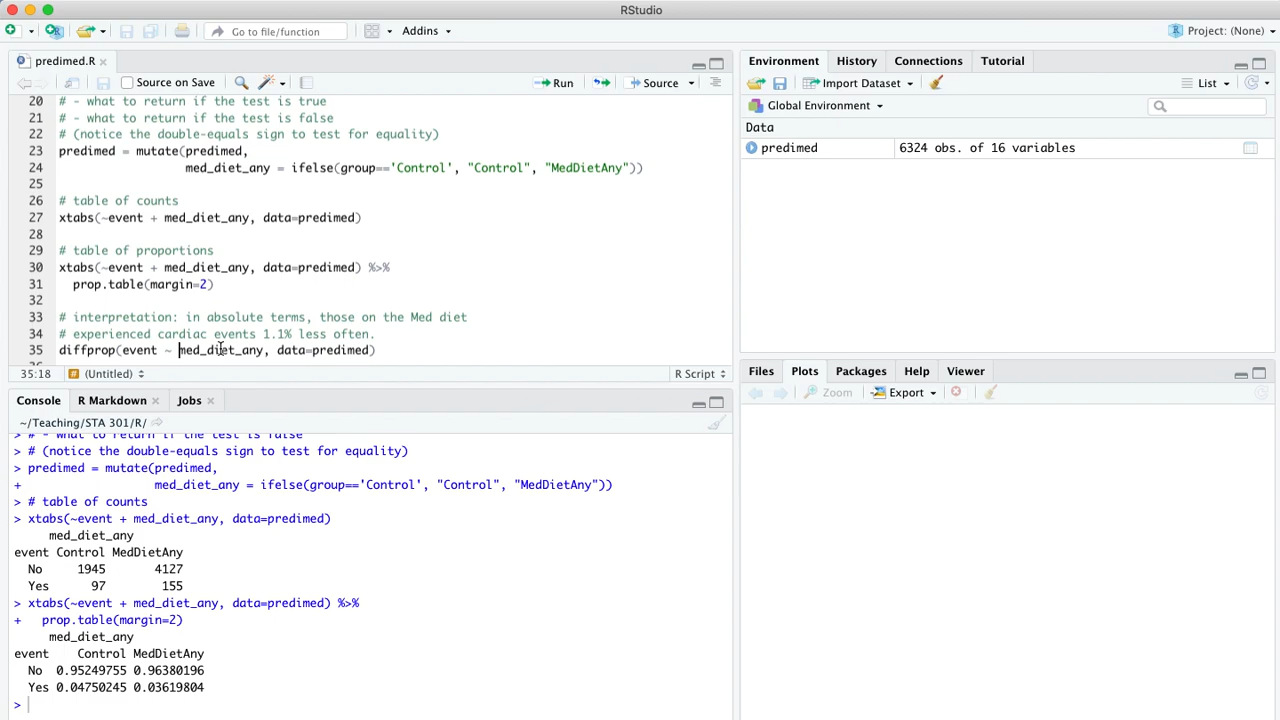 RStudio
Go to file/function
Addins
Project: (None)
predimed.R
Source on Save
Run
Source
20 # - what to return if the test is true
21 # - what to return if the test is false
22 # (notice the double-equals sign to test for equality)
23 predimed = mutate(predimed,
24 med_diet_any = ifelse(group=='Control', "Control", "MedDietAny"))
25
26 # table of counts
27 xtabs(~event + med_diet_any, data=predimed)
28
29 # table of proportions
30 xtabs(~event + med_diet_any, data=predimed) %>%
31 prop.table(margin=2)
32
33 # interpretation: in absolute terms, those on the Med diet
34 # experienced cardiac events 1.1% less often.
35 diffprop(event ~ med_diet_any, data=predimed)
35:18 # (Untitled) R Script
Console R Markdown Jobs
~/Teaching/STA 301/R/
> # - what to return if the test is false
> # (notice the double-equals sign to test for equality)
> predimed = mutate(predimed,
+ med_diet_any = ifelse(group=='Control', "Control", "MedDietAny"))
> # table of counts
> xtabs(~event + med_diet_any, data=predimed)
med_diet_any
event Control MedDietAny
No 1945 4127
Yes 97 155
> xtabs(~event + med_diet_any, data=predimed) %>%
+ prop.table(margin=2)
med_diet_any
event Control MedDietAny
No 0.95249755 0.96380196
Yes 0.04750245 0.03619804
>
Environment History Connections Tutorial
Import Dataset
List
Global Environment
Data
predimed 6324 obs. of 16 variables
Files Plots Packages Help Viewer
Zoom
Export